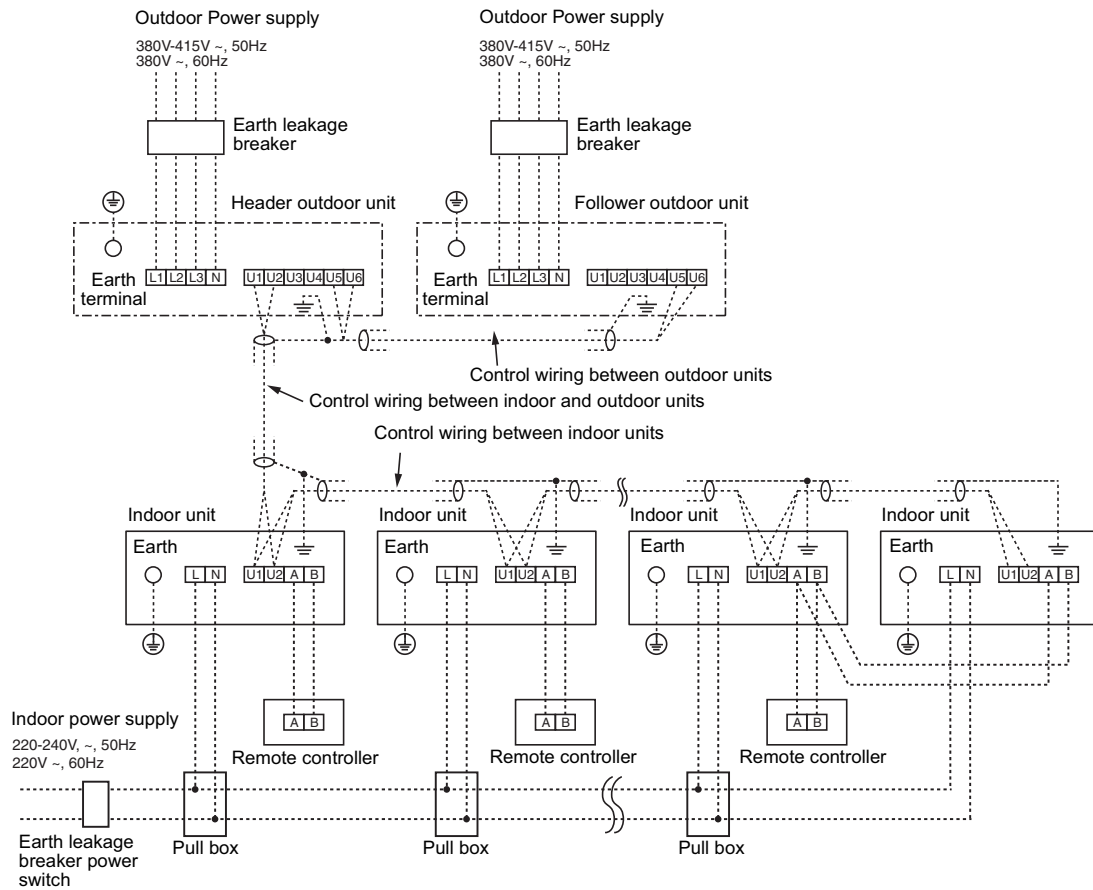 Outdoor Power supply
380V-415V ~, 50Hz
380V ~, 60Hz
Earth leakage
breaker
Header outdoor unit
Earth
terminal
L1 L2 L3 N
U1 U2 U3 U4 U5 U6
Outdoor Power supply
380V-415V ~, 50Hz
380V ~, 60Hz
Earth leakage
breaker
Follower outdoor unit
Earth
terminal
L1 L2 L3 N
U1 U2 U3 U4 U5 U6
Control wiring between outdoor units
Control wiring between indoor and outdoor units
Control wiring between indoor units
Indoor unit
Earth
L N
U1 U2 A B
Indoor unit
Earth
L N
U1 U2 A B
Indoor unit
Earth
L N
U1 U2 A B
Indoor unit
Earth
L N
U1 U2 A B
A B
Remote controller
A B
Remote controller
A B
Remote controller
Indoor power supply
220-240V, ~, 50Hz
220V ~, 60Hz
Earth leakage
breaker power
switch
Pull box
Pull box
Pull box